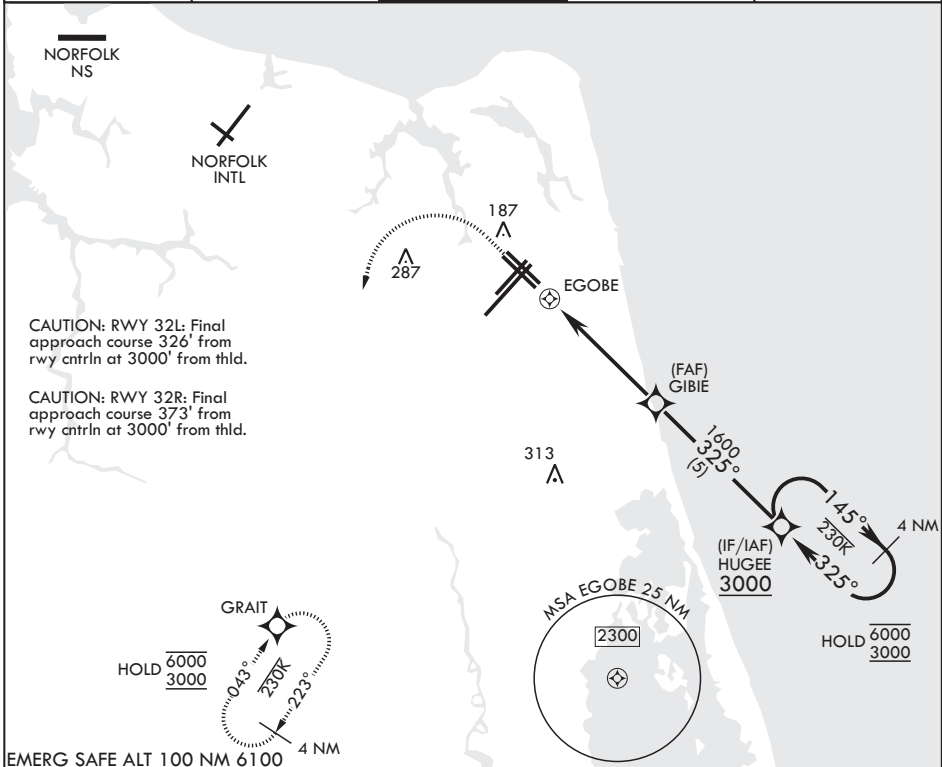 NORFOLK
NS
NORFOLK
INTL
187
287
EGOBE
CAUTION: RWY 32L: Final
approach course 326' from
rwy cntrln at 3000' from thld.
CAUTION: RWY 32R: Final
approach course 373' from
rwy cntrln at 3000' from thld.
(FAF)
GIBIE
1600
325°
(5)
313
145°
230K
325°
4 NM
(IF/IAF)
HUGEE
3000
HOLD 6000
3000
MSA EGOBE 25 NM
2300
GRAIT
HOLD 6000
3000
043°
230K
223°
4 NM
EMERG SAFE ALT 100 NM 6100